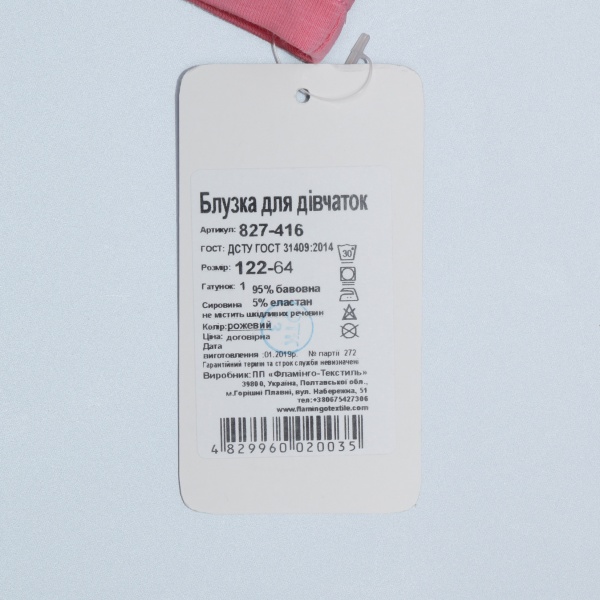 Блузка для дівчаток
Артикул: 827-416
ГОСТ: ДСТУ ГОСТ 31409:2014
30°
Розмір: 122-64
Гатунок: 1
95% бавовна
Сировина 5% еластан
не містить шкідливих речовин
Колір: рожевий
Ціна: договірна
Дата
виготовлення :01.2019р. № партії 272
Гарантійний термін та строк служби невизначені
Виробник: ПП «Фламінго-Текстиль»
39800, Україна, Полтавської обл.,
м.Горішні Плавні, вул. Набережна, 51
тел:+380675427306
www.flamingotextile.com
4 829960 020035